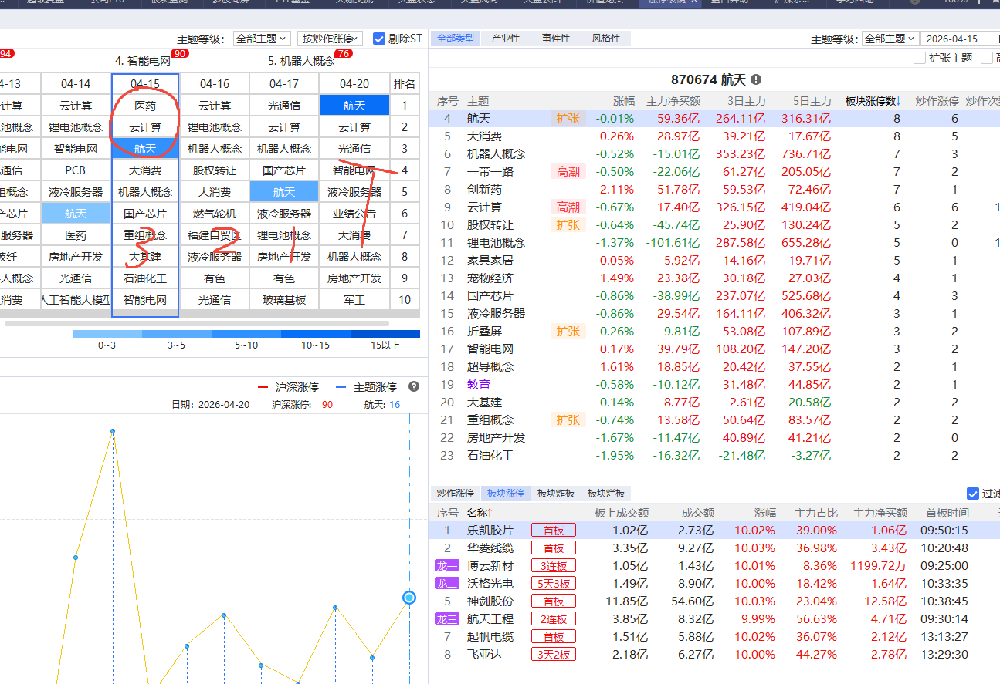 主题等级: 全部主题 按炒作涨停 剔除ST
94 4. 智能电网 90 5. 机器人概念 76
4-13 04-14 04-15 04-16 04-17 04-20 排名
计算 云计算 医药 云计算 光通信 航天 1
池概念 锂电池概念 云计算 锂电池概念 云计算 云计算 2
能电网 智能电网 航天 机器人概念 机器人概念 光通信 3
通信 PCB 大消费 股权转让 国产芯片 智能电网 4
组概念 液冷服务器 机器人概念 大消费 航天 液冷服务器 5
产芯片 航天 国产芯片 燃气轮机 液冷服务器 业绩公告 6
服务器 医药 重组概念 福建自贸区 锂电池概念 大消费 7
玻纤 房地产开发 大基建 液冷服务器 房地产开发 机器人概念 8
人概念 光通信 石油化工 有色 有色 房地产开发 9
消费 人工智能大模型 智能电网 光通信 玻璃基板 军工 10
3 2 1 T
0~3 3~5 5~10 10~15 15以上
沪深涨停 主题涨停 ?
日期: 2026-04-20 沪深涨停: 90 航天: 16
全部类型 产业性 事件性 风格性 主题等级: 全部主题 2026-04-15
扩张主题
870674 航天
序号 主题 涨幅 主力净买额 3日主力 5日主力 板块涨停数↓ 炒作涨停 炒作次
4 航天 扩张 -0.01% 59.36亿 264.11亿 316.31亿 8 6
5 大消费 0.26% 28.97亿 39.21亿 17.67亿 8 5
6 机器人概念 -0.52% -15.01亿 353.23亿 736.71亿 7 3
7 一带一路 高潮 -0.50% -22.06亿 61.27亿 205.05亿 7 2
8 创新药 2.11% 51.78亿 59.53亿 72.46亿 7 1
9 云计算 高潮 -0.67% 17.40亿 326.15亿 419.04亿 6 6 1
10 股权转让 扩张 -0.64% -45.74亿 25.90亿 130.24亿 5 2
11 锂电池概念 -1.37% -101.61亿 287.58亿 655.28亿 5 0 1
12 家具家居 0.05% 5.92亿 14.16亿 19.71亿 5 1
13 宠物经济 1.49% 23.38亿 30.18亿 27.03亿 4 1
14 国产芯片 -0.86% -38.99亿 237.07亿 525.68亿 4 3
15 液冷服务器 -0.86% 29.54亿 164.11亿 406.32亿 3 1
16 折叠屏 扩张 -0.26% -9.81亿 53.08亿 107.89亿 3 2
17 智能电网 0.17% 39.79亿 108.20亿 147.20亿 3 2
18 超导概念 1.61% 18.85亿 20.42亿 37.55亿 2 1
19 教育 -0.58% -10.12亿 31.48亿 44.85亿 2 1
20 大基建 -0.14% 8.77亿 2.61亿 -20.58亿 2 2
21 重组概念 扩张 -0.74% 13.58亿 50.64亿 83.57亿 2 2
22 房地产开发 -1.67% -11.47亿 40.89亿 41.21亿 2 0
23 石油化工 -1.95% -16.32亿 -21.48亿 -3.27亿 2 2
炒作涨停 板块涨停 板块炸板 板块烂板 过滤
序号 名称↑ 板上成交额 成交额 涨幅 主力占比 主力净买额 首板时间
1 乐凯胶片 首板 1.02亿 2.73亿 10.02% 39.00% 1.06亿 09:50:15
2 华菱线缆 首板 3.35亿 9.27亿 10.03% 36.98% 3.43亿 10:20:48
龙一 博云新材 3连板 1.05亿 1.43亿 10.01% 8.36% 1199.72万 09:25:00
龙二 沃格光电 5天3板 1.49亿 8.90亿 10.00% 18.42% 1.64亿 10:33:35
5 神剑股份 首板 11.85亿 54.60亿 10.03% 23.04% 12.58亿 10:38:45
龙三 航天工程 2连板 3.85亿 8.32亿 9.99% 56.63% 4.71亿 09:30:14
7 起帆电缆 首板 1.51亿 5.88亿 10.02% 36.07% 2.12亿 13:13:27
8 飞亚达 3天2板 2.18亿 6.27亿 10.00% 44.27% 2.78亿 13:29:30